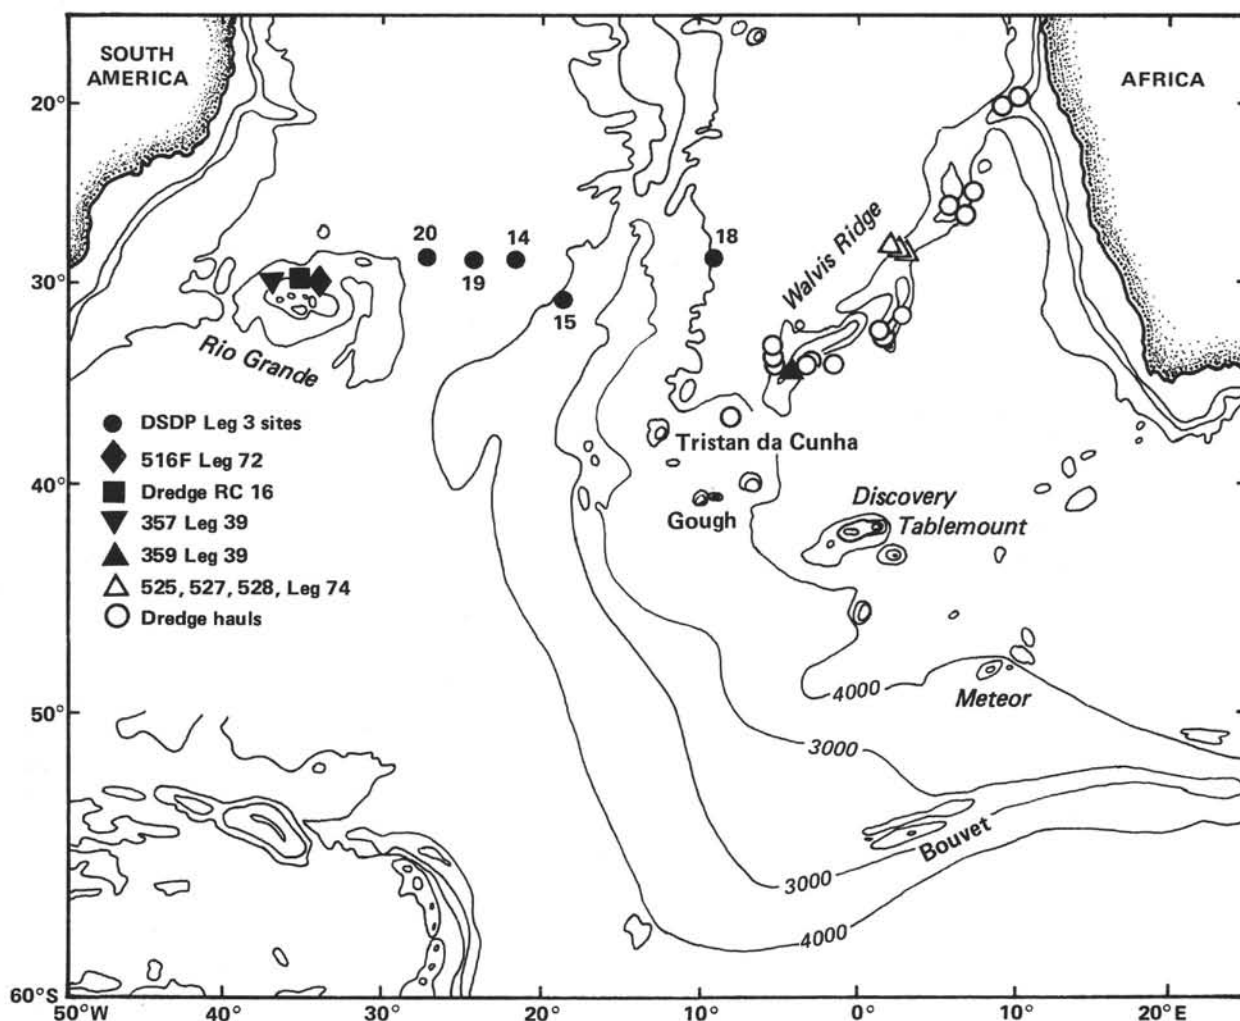 SOUTH
AMERICA
AFRICA
20°
20
14
18
19
Walvis Ridge
30°
15
Rio Grande
DSDP Leg 3 sites
516F Leg 72
Dredge RC 16
357 Leg 39
359 Leg 39
525, 527, 528, Leg 74
Dredge hauls
Tristan da Cunha
40°
Gough
Discovery
Tablemount
4000
Meteor
50°
3000
Bouvet
3000
4000
60°S
50°W
40°
30°
20°
10°
0°
10°
20°E